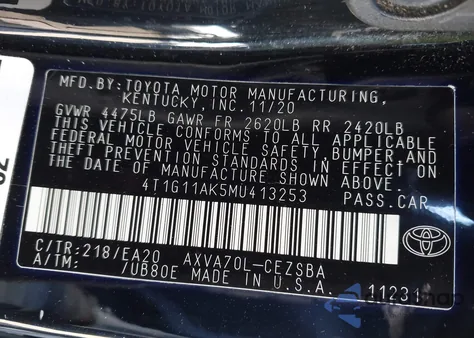 MFD.BY:TOYOTA MOTOR MANUFACTURING,
KENTUCKY, INC. 11/20
GVWR 4475LB GAWR FR 2620LB RR 2420LB
THIS VEHICLE CONFORMS TO ALL APPLICABLE
FEDERAL MOTOR VEHICLE SAFETY, BUMPER AND
THEFT PREVENTION STANDARDS IN EFFECT ON
THE DATE OF MANUFACTURE SHOWN ABOVE.
4T1G11AK5MU413253 PASS.CAR
C/TR:218/EA20 AXVA70L-CEZSBA
A/TM: /UB80E MADE IN U.S.A. 11231